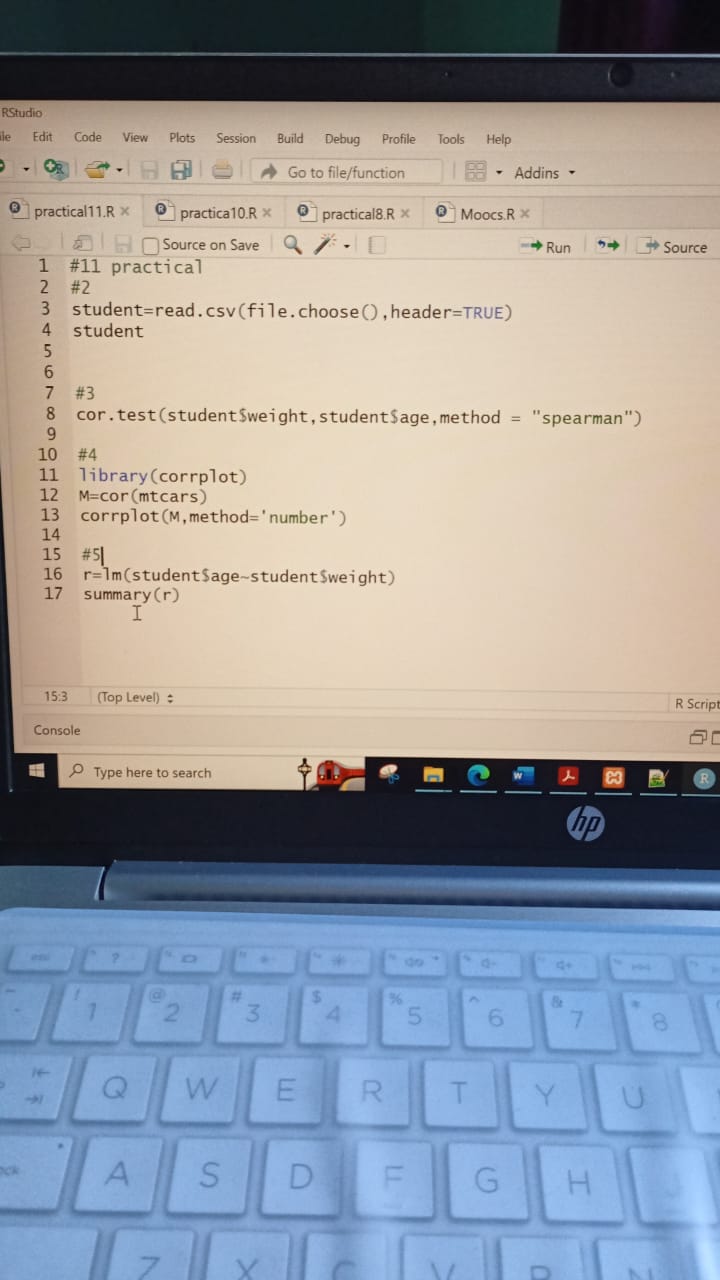 RStudio
Edit Code View Plots Session Build Debug Profile Tools Help
Go to file/function Addins
practical11.R practica10.R practical8.R Moocs.R
Source on Save Run Source
1 #11 practical
2 #2
3 student=read.csv(file.choose(),header=TRUE)
4 student
5
6
7 #3
8 cor.test(student$weight,student$age,method = "spearman")
9
10 #4
11 library(corrplot)
12 M=cor(mtcars)
13 corrplot(M,method='number')
14
15 #5
16 r=lm(student$age~student$weight)
17 summary(r)
15:3 (Top Level) R Script
Console
Type here to search
hp
! 1 @ 2 # 3 $ 4 % 5 ^ 6 & 7 * 8
Q W E R T Y U
A S D F G H
Z X C V